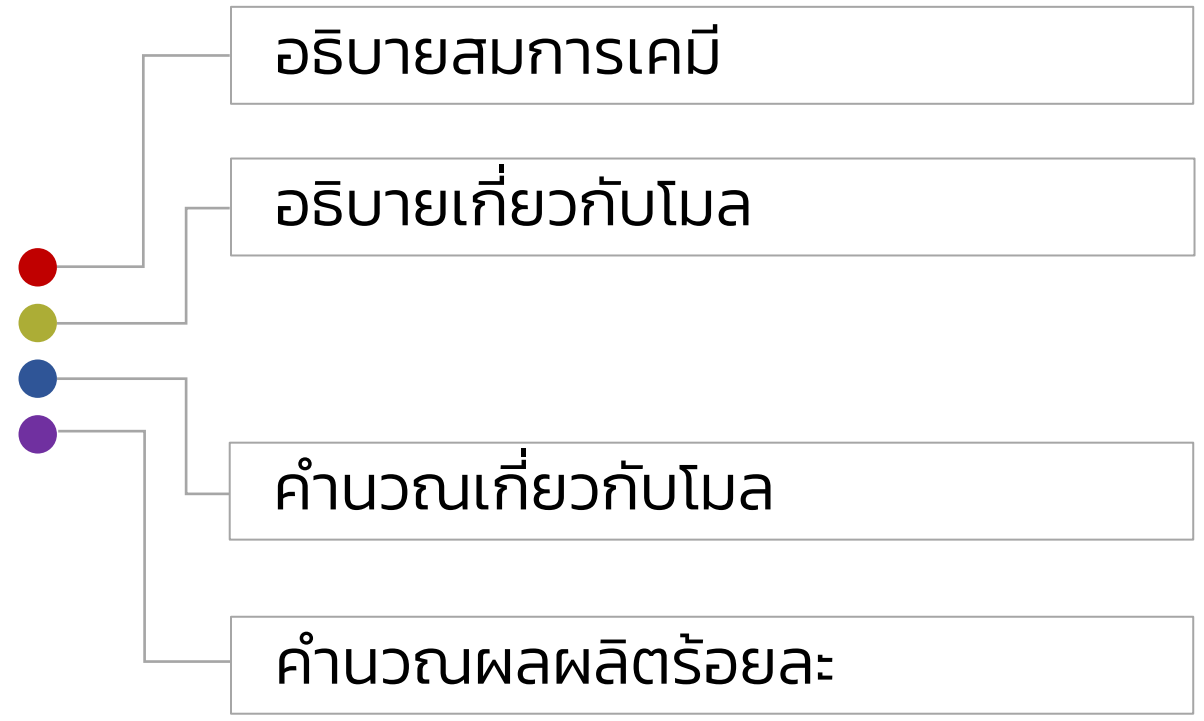 อธิบายสมการเคมี
อธิบายเกี่ยวกับโมล
คำนวณเกี่ยวกับโมล
คำนวณผลผลิตร้อยละ